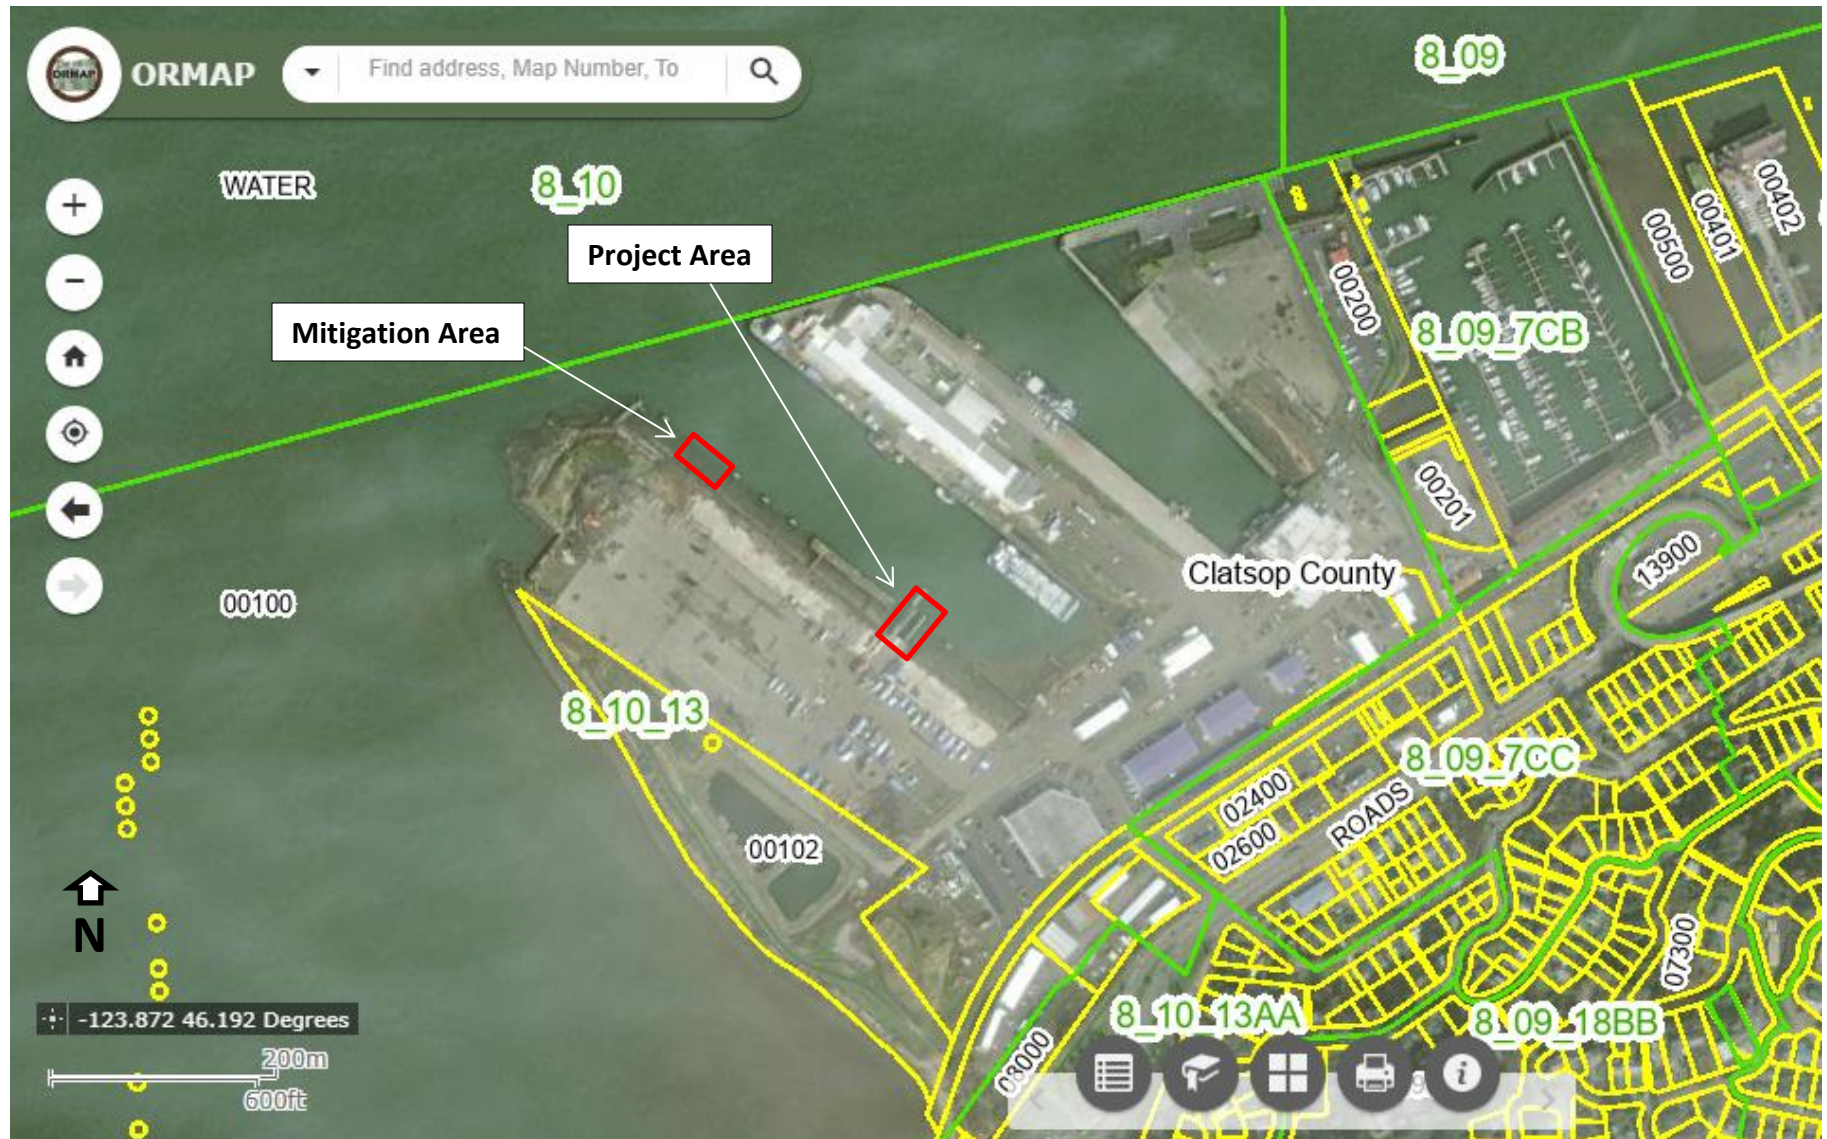 8_09
ORMAP
ORMAP
Find address, Map Number, To
WATER
8_10
00402
00401
00500
Project Area
00200
8_09_7CB
Mitigation Area
00201
Clatsop County
13900
00100
8_10_13
8_09_7CC
02400
ROADS
02600
00102
N
07300
-123.872 46.192 Degrees
8_10_13AA
8_09_18BB
03000
200m
600ft